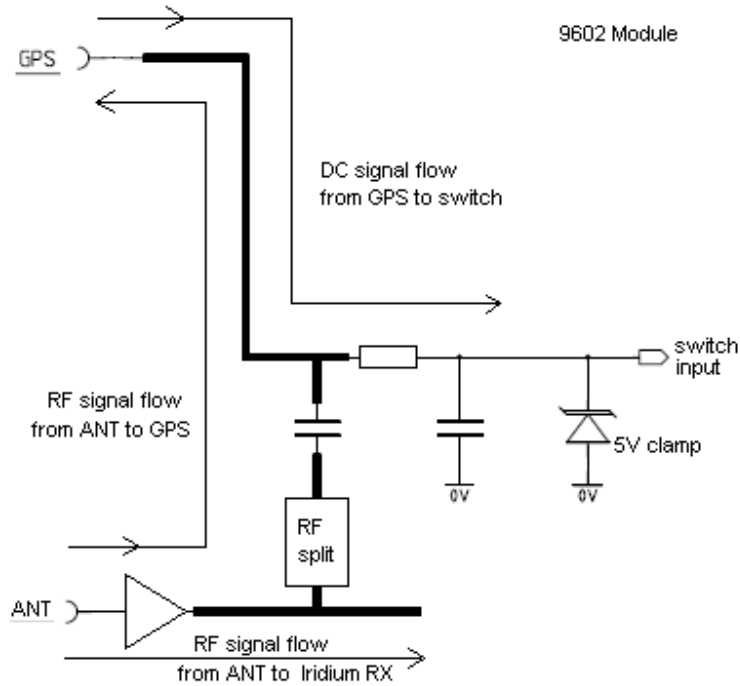 9602 Module
GPS
DC signal flow
from GPS to switch
switch
input
RF signal flow
from ANT to GPS
5V clamp
0V
0V
RF
split
ANT
RF signal flow
from ANT to Iridium RX